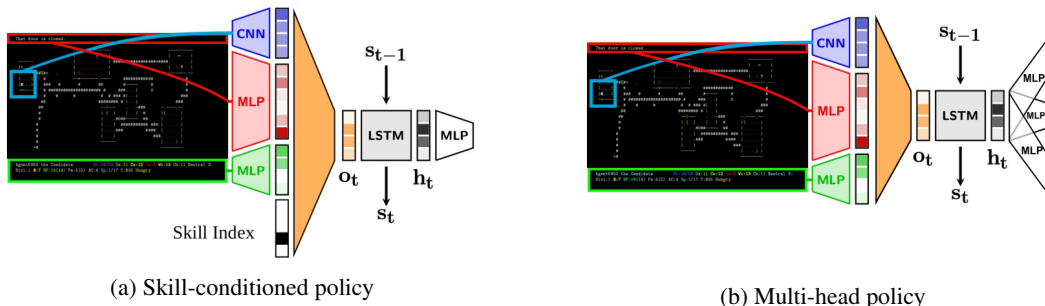 That door is closed.
CNN
MLP
MLP
Skill Index
o_t
s_{t-1}
LSTM
s_t
h_t
MLP
(a) Skill-conditioned policy
That door is closed.
CNN
MLP
MLP
o_t
s_{t-1}
LSTM
s_t
h_t
MLP
MLP
MLP
(b) Multi-head policy